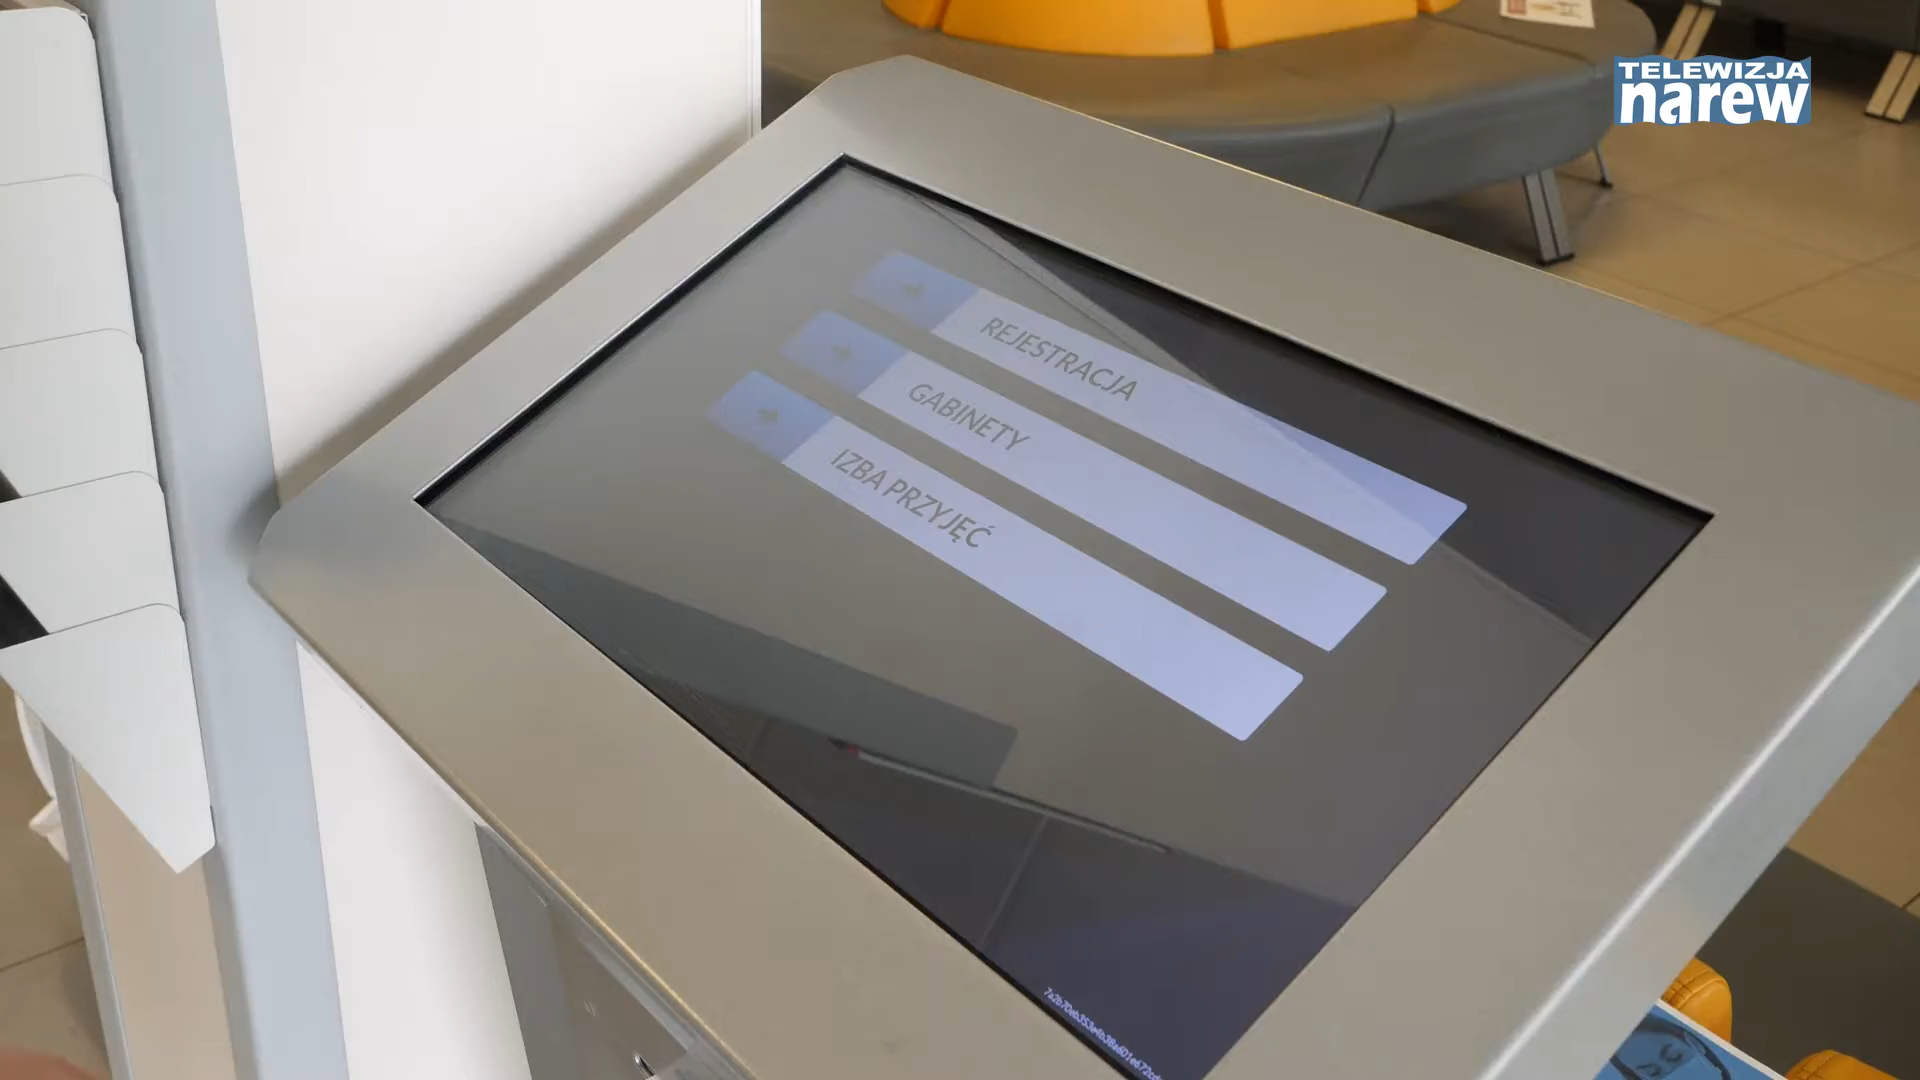 TELEWIZJA
narew
REJESTRACJA
GABINETY
IZBA PRZYJĘĆ